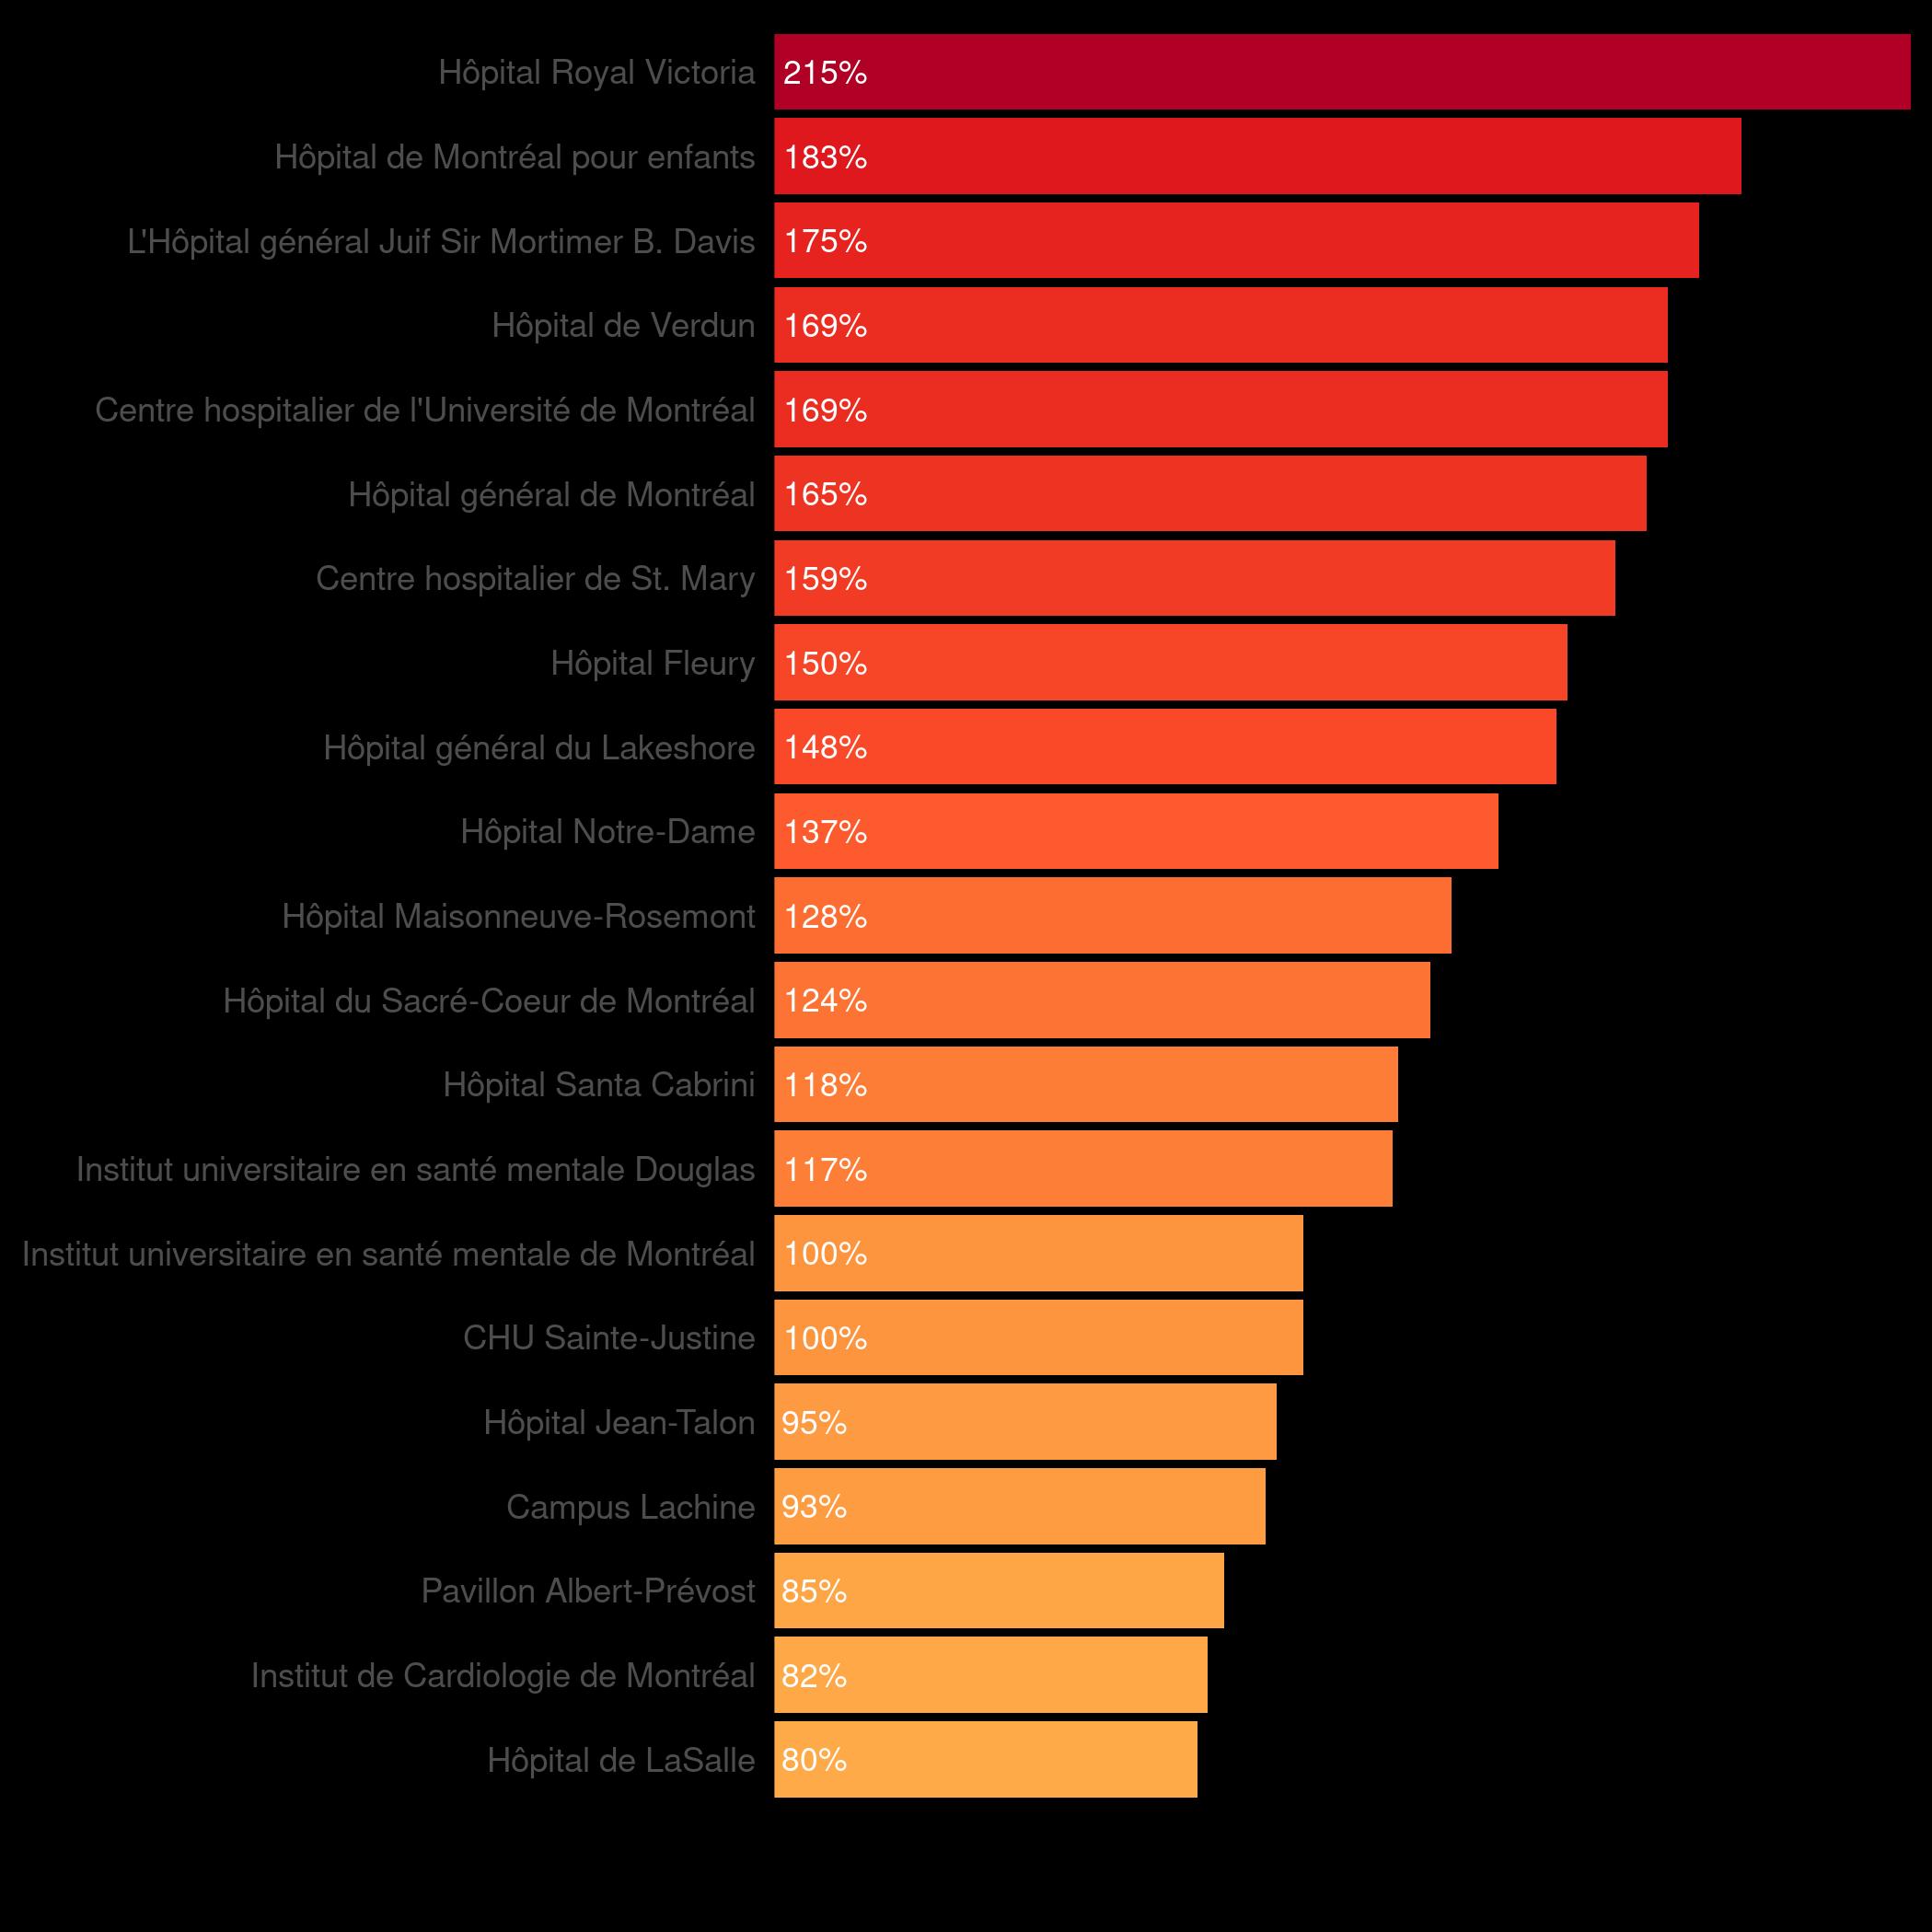 Hôpital Royal Victoria 215%
Hôpital de Montréal pour enfants 183%
L'Hôpital général Juif Sir Mortimer B. Davis 175%
Hôpital de Verdun 169%
Centre hospitalier de l'Université de Montréal 169%
Hôpital général de Montréal 165%
Centre hospitalier de St. Mary 159%
Hôpital Fleury 150%
Hôpital général du Lakeshore 148%
Hôpital Notre-Dame 137%
Hôpital Maisonneuve-Rosemont 128%
Hôpital du Sacré-Coeur de Montréal 124%
Hôpital Santa Cabrini 118%
Institut universitaire en santé mentale Douglas 117%
Institut universitaire en santé mentale de Montréal 100%
CHU Sainte-Justine 100%
Hôpital Jean-Talon 95%
Campus Lachine 93%
Pavillon Albert-Prévost 85%
Institut de Cardiologie de Montréal 82%
Hôpital de LaSalle 80%